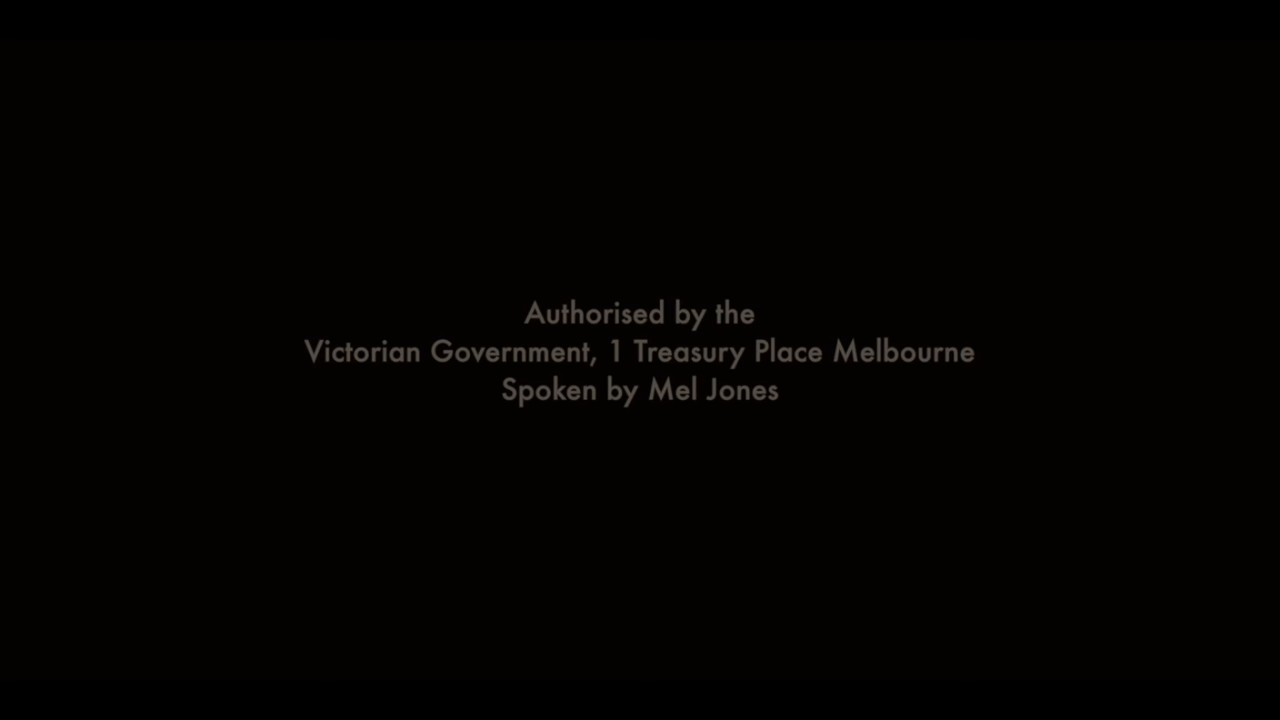 Authorised by the
Victorian Government, 1 Treasury Place Melbourne
Spoken by Mel Jones